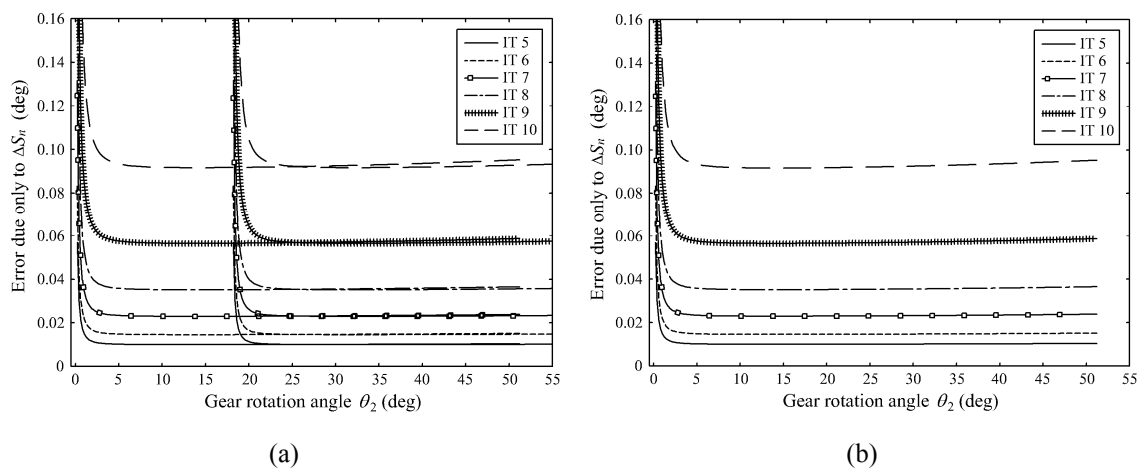 0.16
0.14
0.12
0.10
0.08
0.06
0.04
0.02
0
Error due only to ΔSₙ (deg)
IT 5
IT 6
IT 7
IT 8
IT 9
IT 10
0 5 10 15 20 25 30 35 40 45 50 55
Gear rotation angle θ₂ (deg)
(a)
0.16
0.14
0.12
0.10
0.08
0.06
0.04
0.02
0
Error due only to ΔSₙ (deg)
IT 5
IT 6
IT 7
IT 8
IT 9
IT 10
0 5 10 15 20 25 30 35 40 45 50 55
Gear rotation angle θ₂ (deg)
(b)